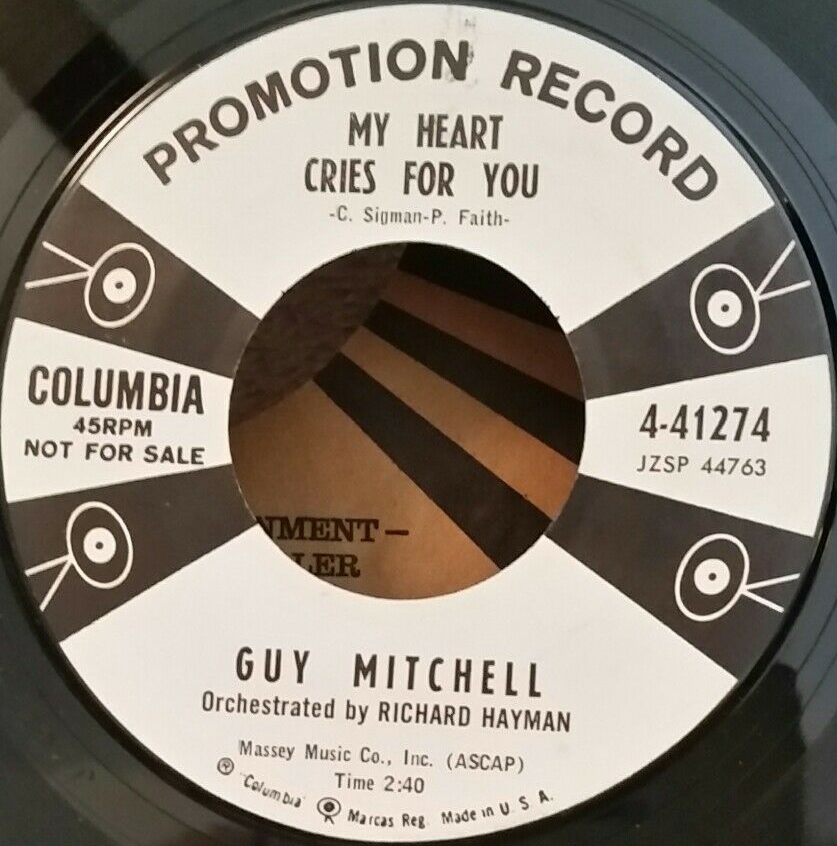 PROMOTION RECORD
MY HEART
CRIES FOR YOU
-C. Sigman-P. Faith-
COLUMBIA
45RPM
NOT FOR SALE
4-41274
JZSP 44763
NMENT-
LER
GUY MITCHELL
Orchestrated by RICHARD HAYMAN
Massey Music Co., Inc. (ASCAP)
Time 2:40
Ⓟ "Columbia" Marcas Reg. Made in U. S. A.